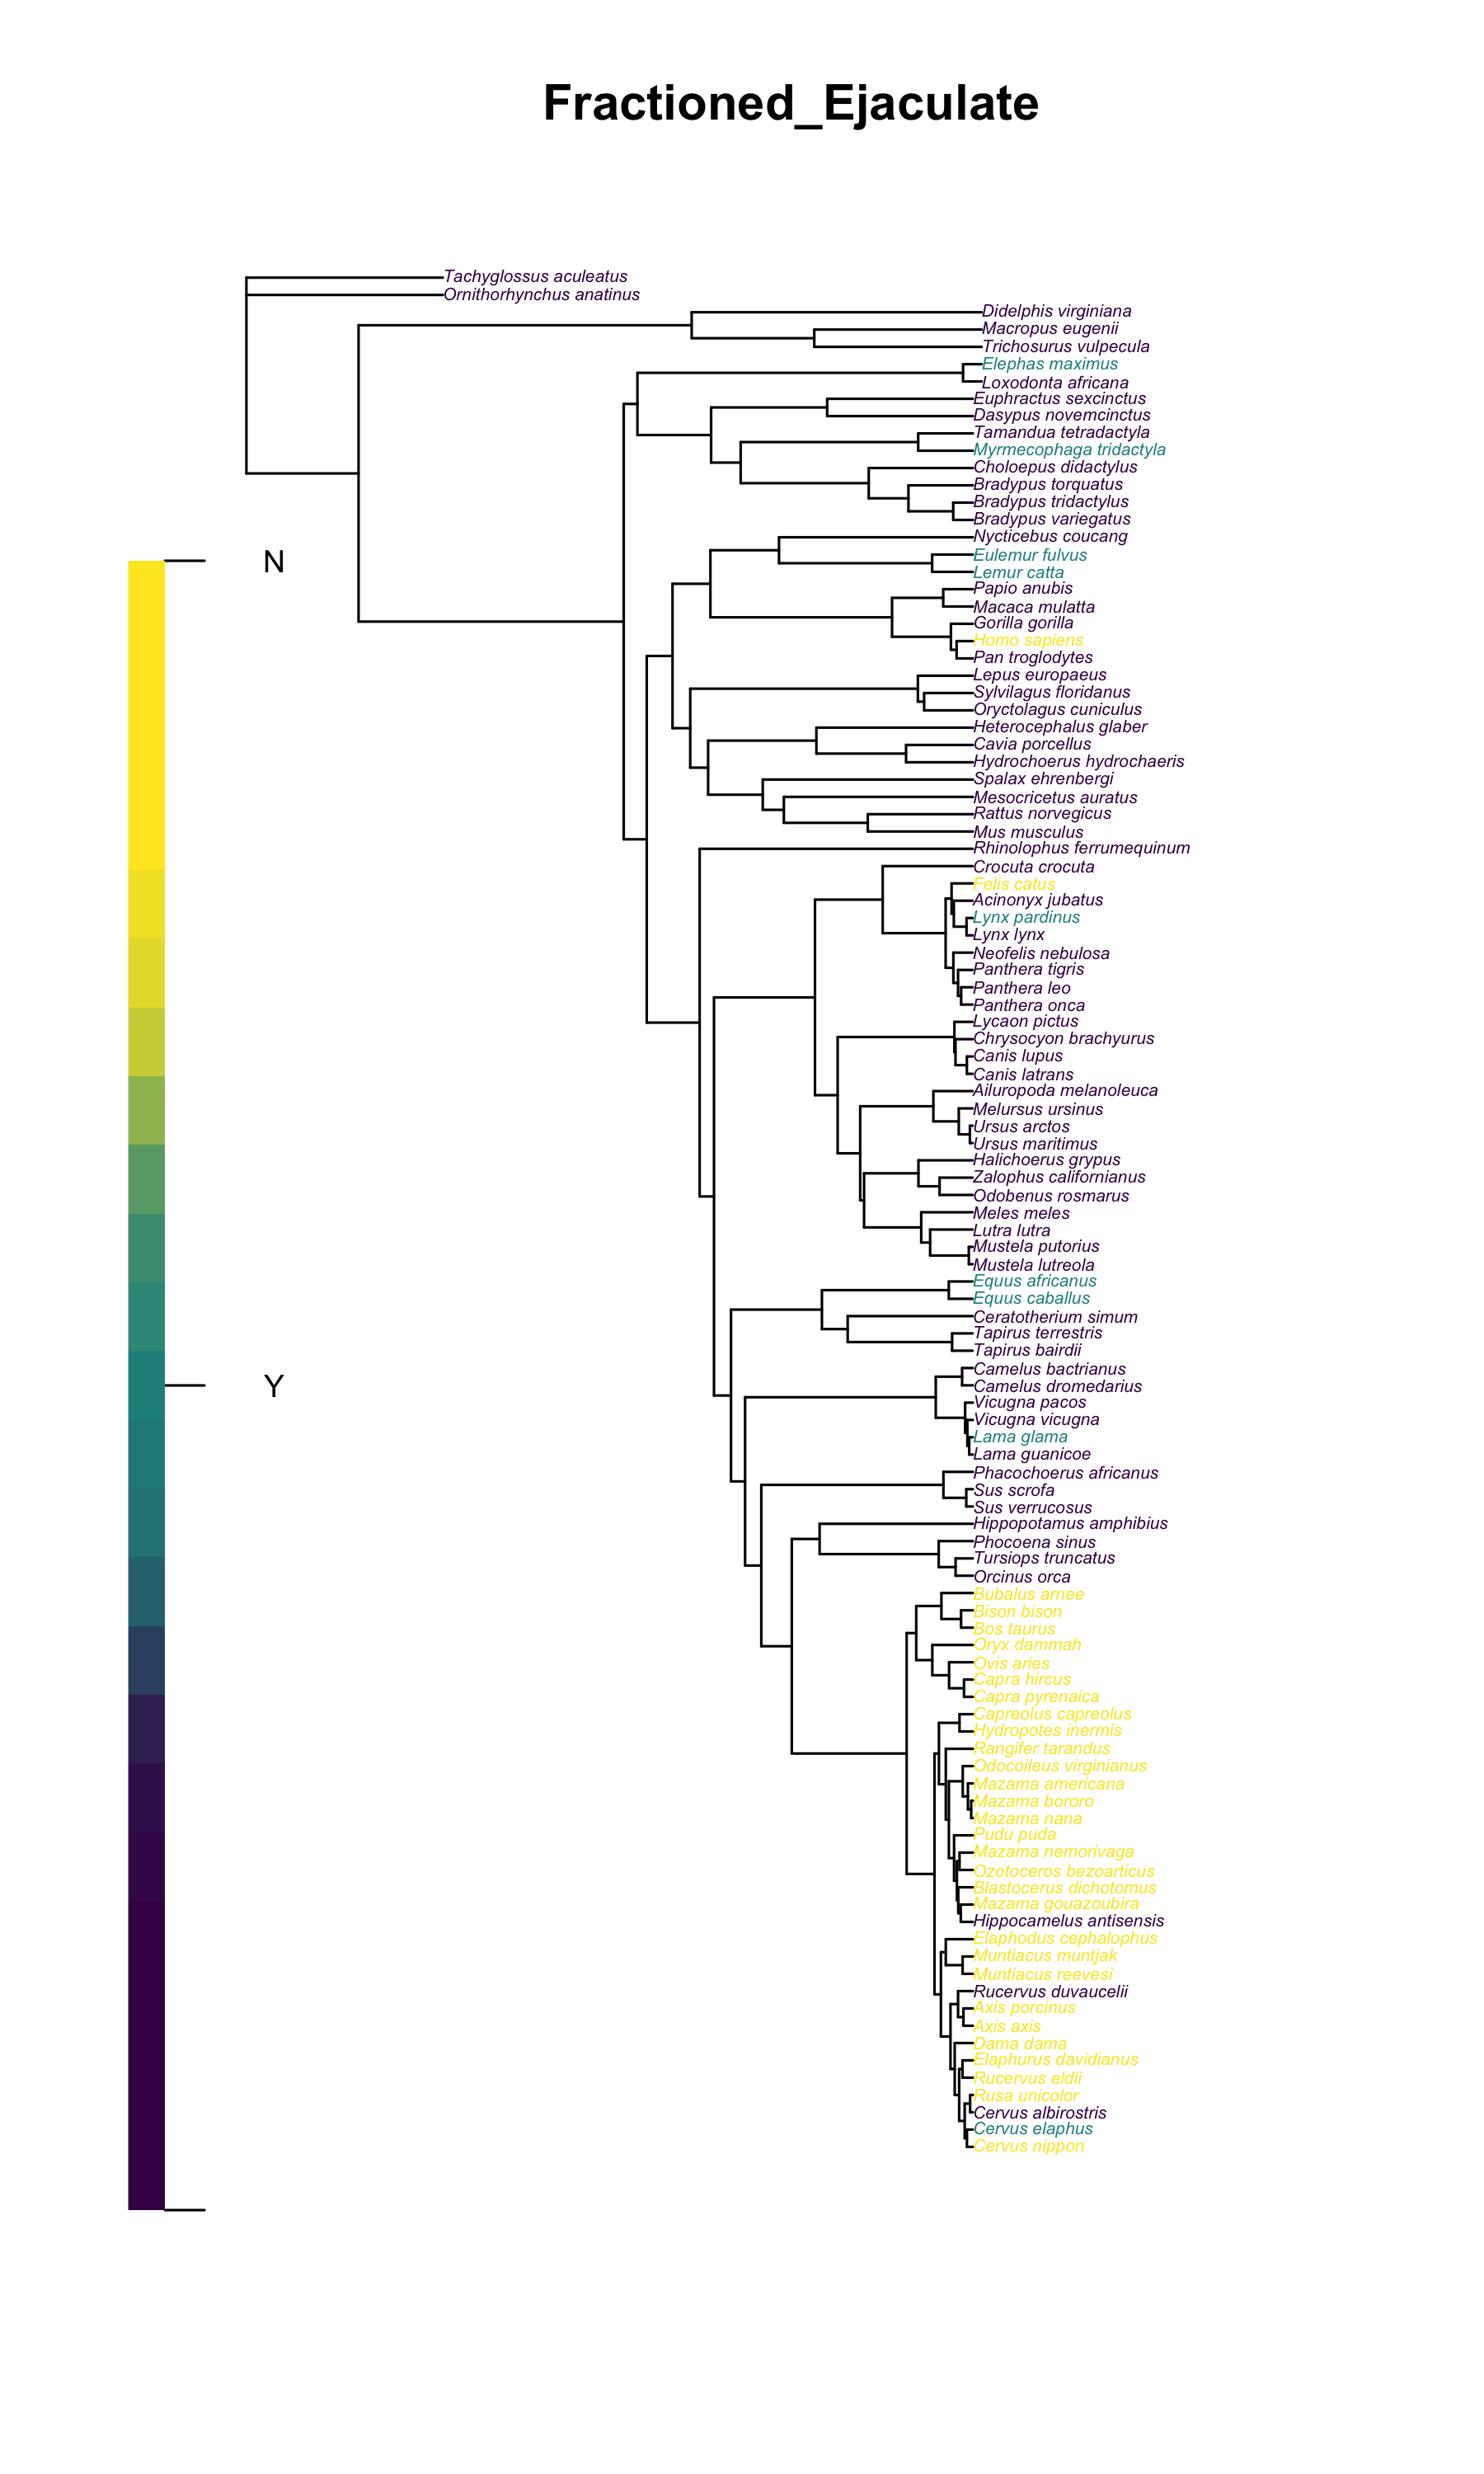 Fractioned_Ejaculate
Tachyglossus aculeatus
Ornithorhynchus anatinus
Didelphis virginiana
Macropus eugenii
Trichosurus vulpecula
Elephas maximus
Loxodonta africana
Euphractus sexcinctus
Dasypus novemcinctus
Tamandua tetradactyla
Myrmecophaga tridactyla
Choloepus didactylus
Bradypus torquatus
Bradypus tridactylus
Bradypus variegatus
Nycticebus coucang
N
Eulemur fulvus
Lemur catta
Papio anubis
Macaca mulatta
Gorilla gorilla
Homo sapiens
Pan troglodytes
Lepus europaeus
Sylvilagus floridanus
Oryctolagus cuniculus
Heterocephalus glaber
Cavia porcellus
Hydrochoerus hydrochaeris
Spalax ehrenbergi
Mesocricetus auratus
Rattus norvegicus
Mus musculus
Rhinolophus ferrumequinum
Crocuta crocuta
Felis catus
Acinonyx jubatus
Lynx pardinus
Lynx lynx
Neofelis nebulosa
Panthera tigris
Panthera leo
Panthera onca
Lycaon pictus
Chrysocyon brachyurus
Canis lupus
Canis latrans
Ailuropoda melanoleuca
Melursus ursinus
Ursus arctos
Ursus maritimus
Halichoerus grypus
Zalophus californianus
Odobenus rosmarus
Meles meles
Lutra lutra
Mustela putorius
Mustela lutreola
Equus africanus
Equus caballus
Ceratotherium simum
Tapirus terrestris
Tapirus bairdii
Camelus bactrianus
Y
Camelus dromedarius
Vicugna pacos
Vicugna vicugna
Lama glama
Lama guanicoe
Phacochoerus africanus
Sus scrofa
Sus verrucosus
Hippopotamus amphibius
Phocoena sinus
Tursiops truncatus
Orcinus orca
Bubalus arnee
Bison bison
Bos taurus
Oryx dammah
Ovis aries
Capra hircus
Capra pyrenaica
Capreolus capreolus
Hydropotes inermis
Rangifer tarandus
Odocoileus virginianus
Mazama americana
Mazama bororo
Mazama nana
Pudu puda
Mazama nemorivaga
Ozotoceros bezoarticus
Blastocerus dichotomus
Mazama gouazoubira
Hippocamelus antisensis
Elaphodus cephalophus
Muntiacus muntjak
Muntiacus reevesi
Rucervus duvaucelii
Axis porcinus
Axis axis
Dama dama
Elaphurus davidianus
Rucervus eldii
Rusa unicolor
Cervus albirostris
Cervus elaphus
Cervus nippon